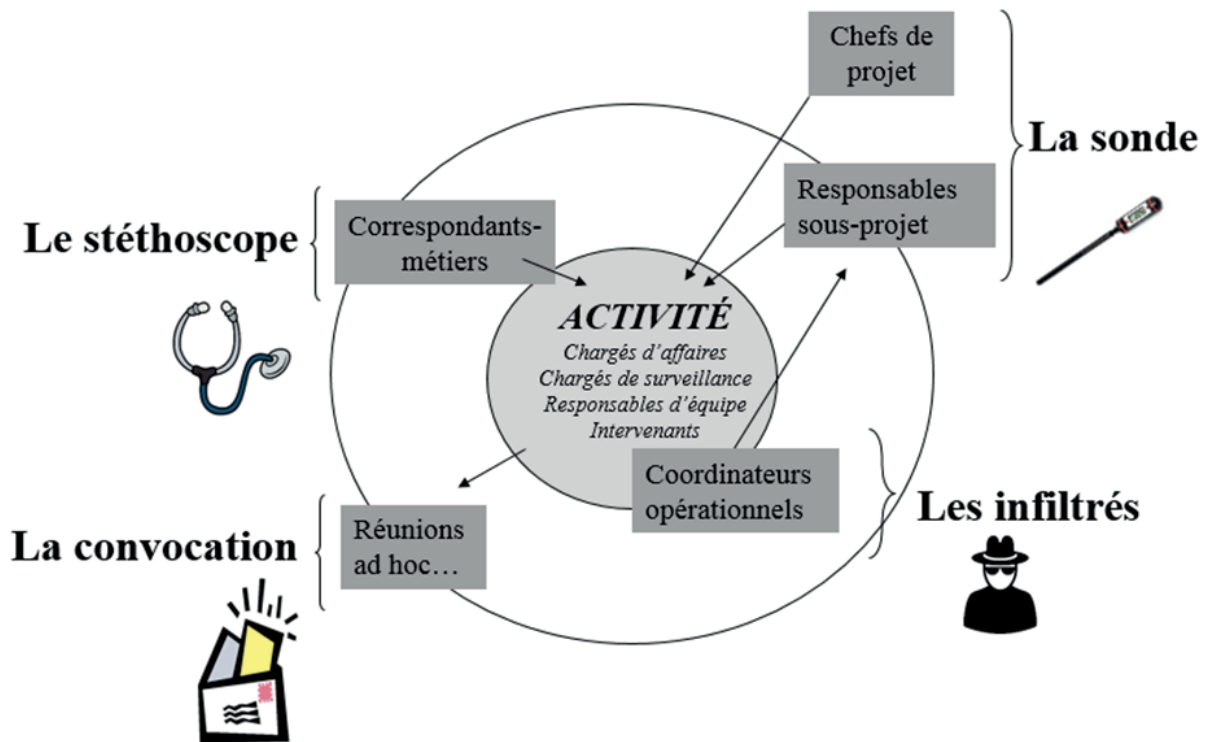 Chefs de
projet
La sonde
Responsables
sous-projet
Correspondants-
métiers
Le stéthoscope
ACTIVITÉ
Chargés d'affaires
Chargés de surveillance
Responsables d'équipe
Intervenants
Coordinateurs
opérationnels
Les infiltrés
Réunions
ad hoc…
La convocation